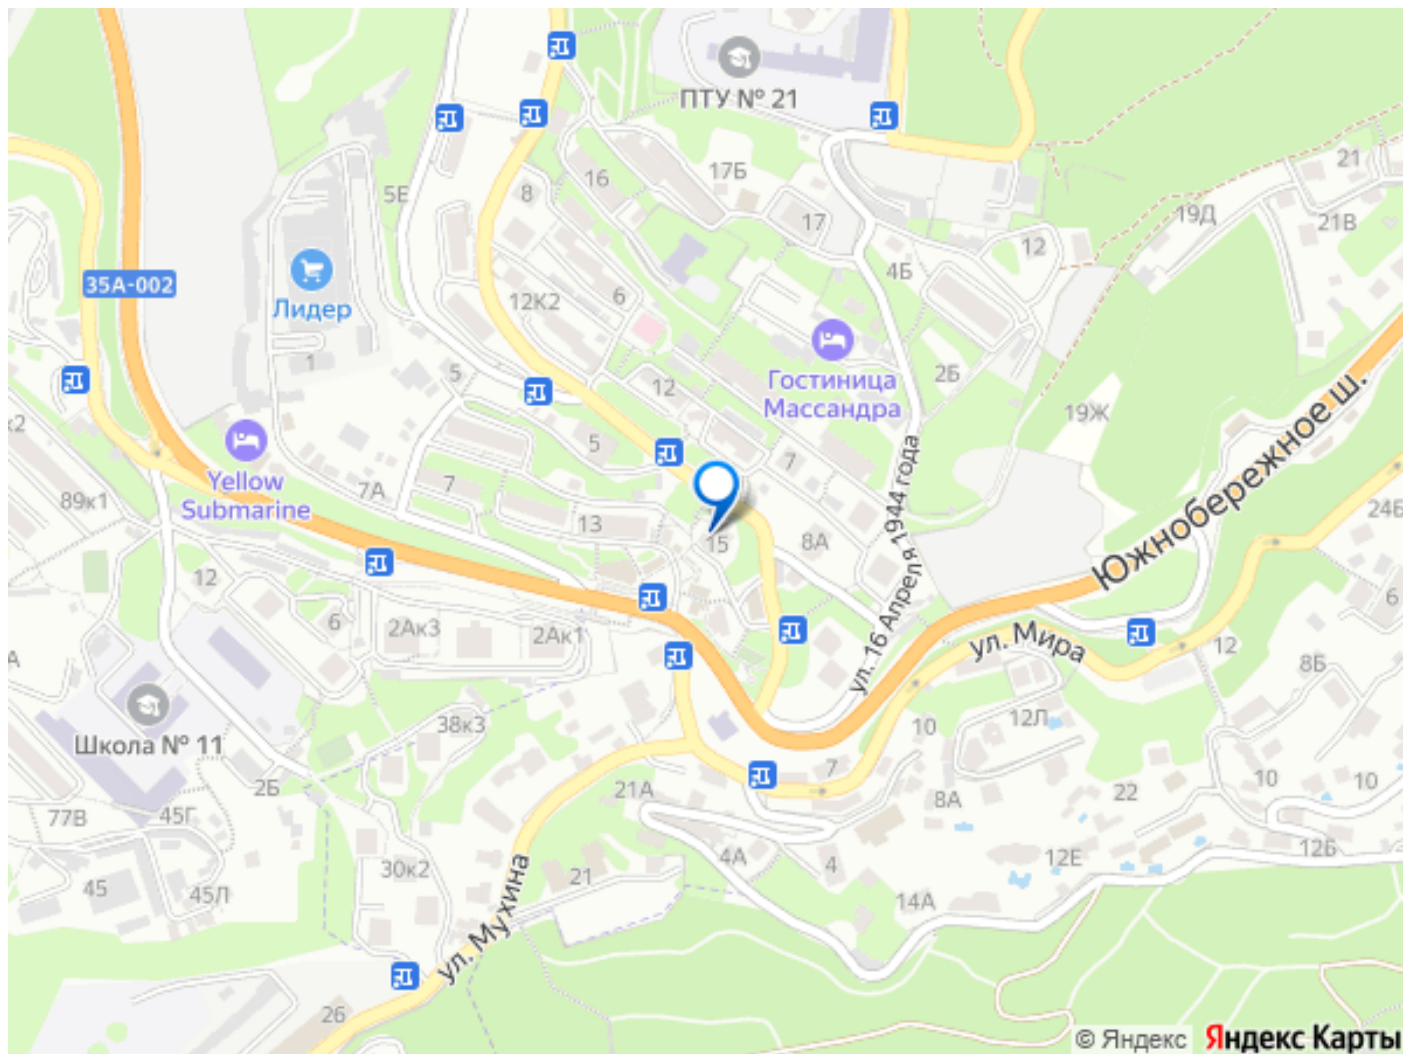 ПТУ № 21
17Б
16
8
5Е
17
21
19Д
21В
12
4Б
35А-002
Лидер
12К2
6
1
5
12
Гостиница
Массандра
2Б
19Ж
Южнобережное ш.
к2
Yellow
Submarine
89к1
7А
7
5
7
13
15
8А
ул. 16 Апреля 1944 года
24Б
12
6
2Ак3
2Ак1
ул. Мира
12
6
8Б
А
Школа № 11
38к3
10
12Л
2Б
21А
7
8А
22
10
10
77В
45Г
4А
4
12Е
12Б
45
45Л
30к2
21
14А
ул. Мухина
26
© Яндекс
Яндекс Карты